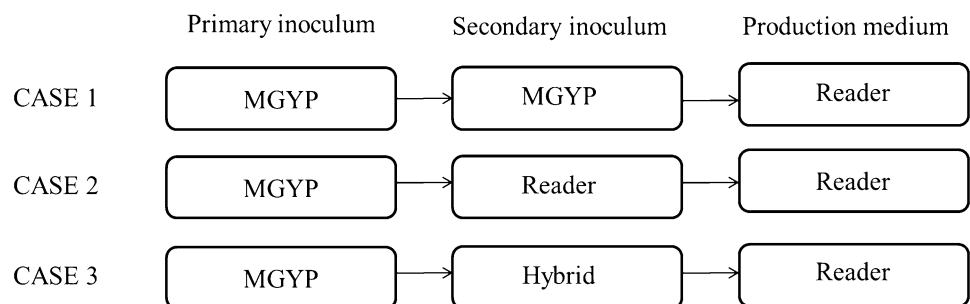 Primary inoculum Secondary inoculum Production medium
CASE 1 MGYP MGYP Reader
CASE 2 MGYP Reader Reader
CASE 3 MGYP Hybrid Reader